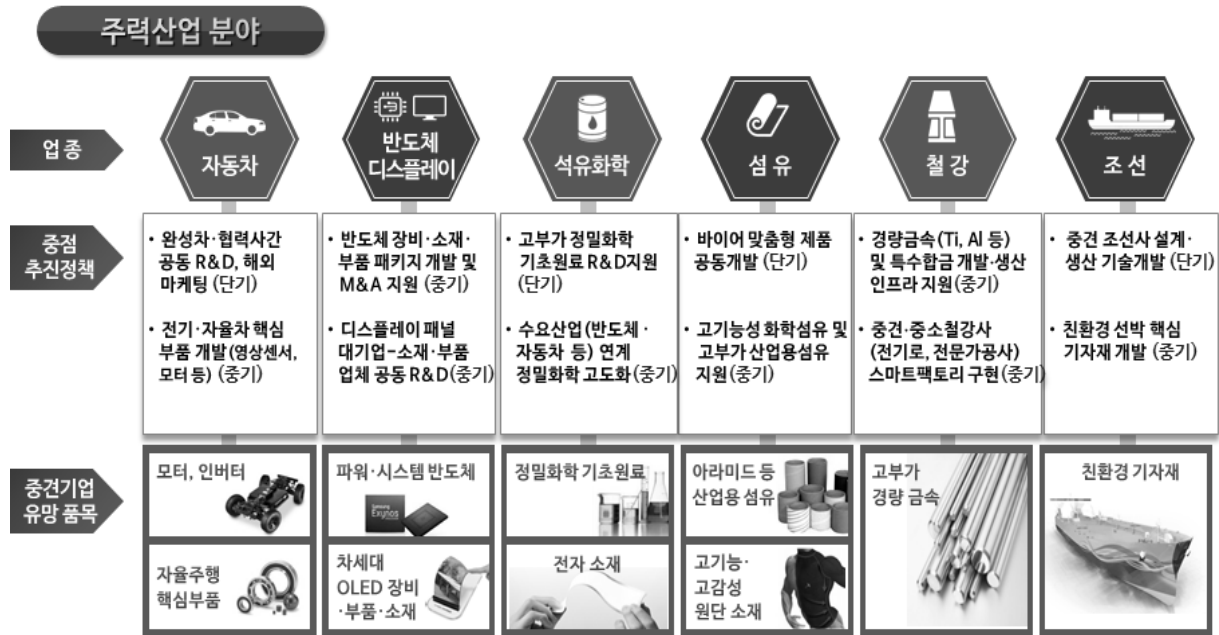 주력산업 분야
업 종
자동차
반도체
디스플레이
석유화학
섬 유
철 강
조 선
중점
추진정책
• 완성차·협력사간
공동 R&D, 해외
마케팅 (단기)
• 전기·자율차 핵심
부품 개발(영상센서,
모터 등) (중기)
• 반도체 장비·소재·
부품 패키지 개발 및
M&A 지원 (중기)
• 디스플레이 패널
대기업-소재·부품
업체 공동 R&D(중기)
• 고부가 정밀화학
기초원료 R&D지원
(단기)
• 수요산업(반도체·
자동차 등) 연계
정밀화학 고도화(중기)
• 바이어 맞춤형 제품
공동개발 (단기)
• 고기능성 화학섬유 및
고부가 산업용섬유
지원(중기)
• 경량금속(Ti, Al 등)
및 특수합금 개발·생산
인프라 지원(중기)
• 중견·중소철강사
(전기로, 전문가공사)
스마트팩토리 구현(중기)
• 중견 조선사 설계·
생산 기술개발 (단기)
• 친환경 선박 핵심
기자재 개발 (중기)
중견기업
유망 품목
모터, 인버터
자율주행
핵심부품
파워·시스템 반도체
Samsung
Exynos
차세대
OLED 장비
·부품·소재
정밀화학 기초원료
전자 소재
아라미드 등
산업용 섬유
고기능·
고감성
원단 소재
고부가
경량 금속
친환경 기자재